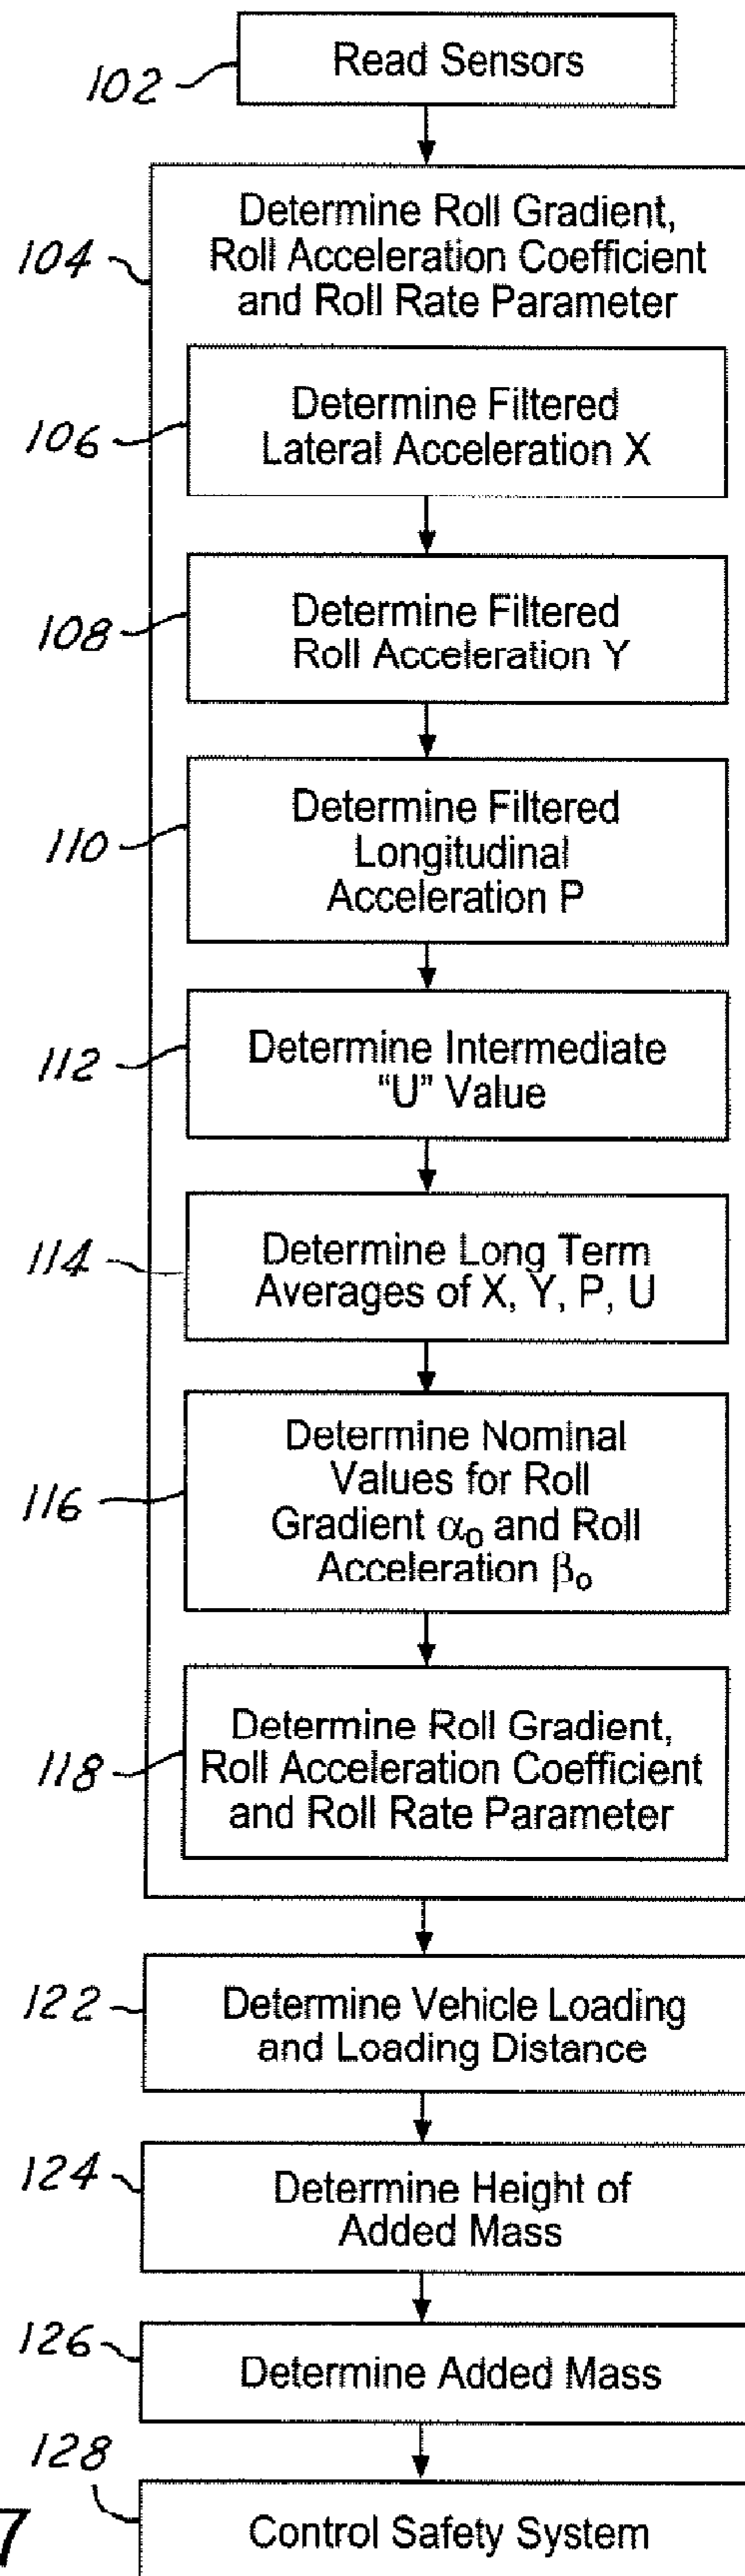 102
Read Sensors
104
Determine Roll Gradient,
Roll Acceleration Coefficient
and Roll Rate Parameter
106
Determine Filtered
Lateral Acceleration X
108
Determine Filtered
Roll Acceleration Y
110
Determine Filtered
Longitudinal
Acceleration P
112
Determine Intermediate
“U” Value
114
Determine Long Term
Averages of X, Y, P, U
116
Determine Nominal
Values for Roll
Gradient α₀ and Roll
Acceleration β₀
118
Determine Roll Gradient,
Roll Acceleration Coefficient
and Roll Rate Parameter
122
Determine Vehicle Loading
and Loading Distance
124
Determine Height of
Added Mass
126
Determine Added Mass
128
Control Safety System
7